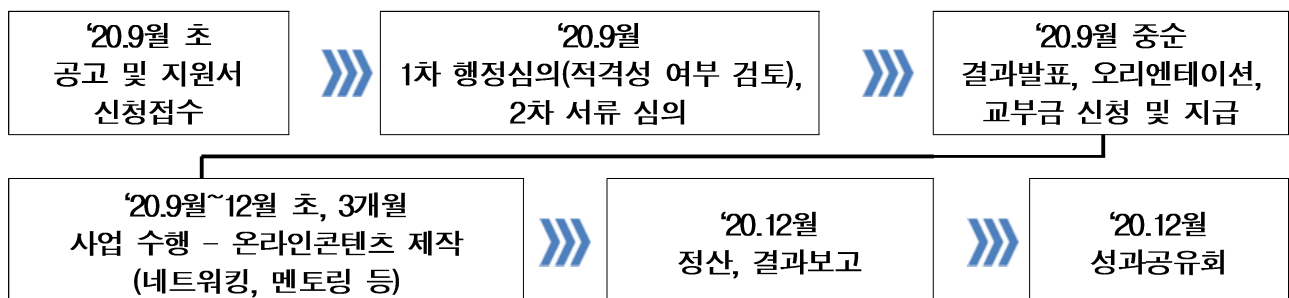 ‘20.9월 초
공고 및 지원서
신청접수
‘20.9월
1차 행정심의(적격성 여부 검토),
2차 서류 심의
‘20.9월 중순
결과발표, 오리엔테이션,
교부금 신청 및 지급
‘20.9월~12월 초, 3개월
사업 수행 – 온라인콘텐츠 제작
(네트워킹, 멘토링 등)
‘20.12월
정산, 결과보고
‘20.12월
성과공유회